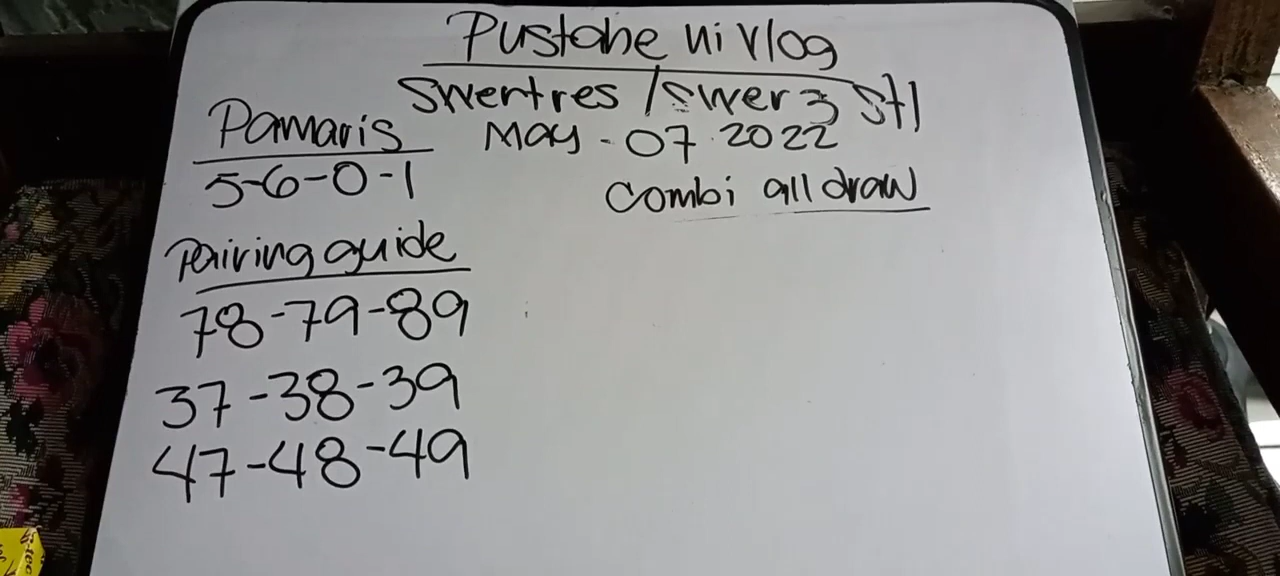 Pustahe ni Vlog
Swertres / Swer3 Stl
Pamaris
May - 07 2022
5-6-0-1
Combi all draw
Pairing guide
78-79-89
37-38-39
47-48-49